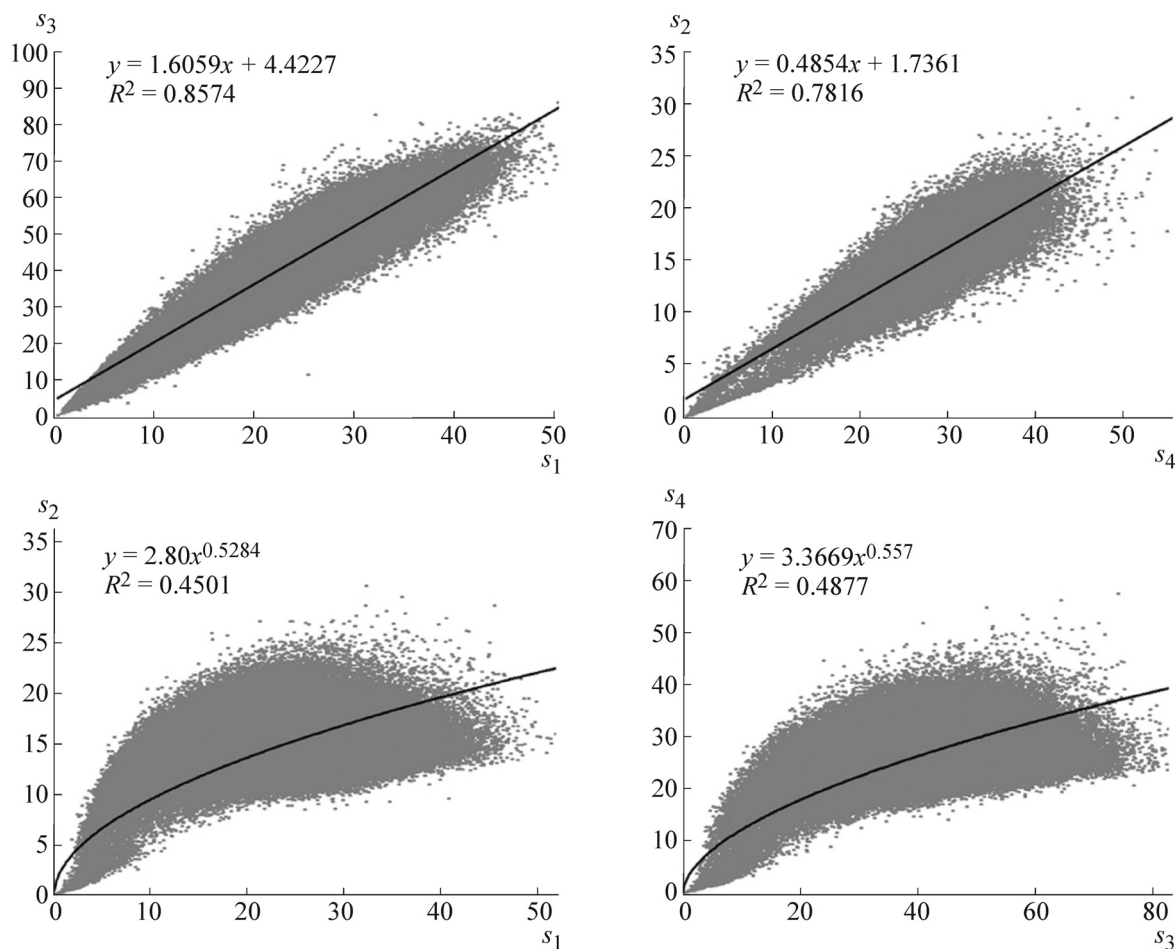 s3
100
90
80
70
60
50
40
30
20
10
0
y = 1.6059x + 4.4227
R2 = 0.8574
0 10 20 30 40 50
s1
s2
35
30
25
20
15
10
5
0
y = 0.4854x + 1.7361
R2 = 0.7816
0 10 20 30 40 50
s4
s2
35
30
25
20
15
10
5
0
y = 2.80x0.5284
R2 = 0.4501
0 10 20 30 40 50
s1
s4
70
60
50
40
30
20
10
0
y = 3.3669x0.557
R2 = 0.4877
0 20 40 60 80
s3